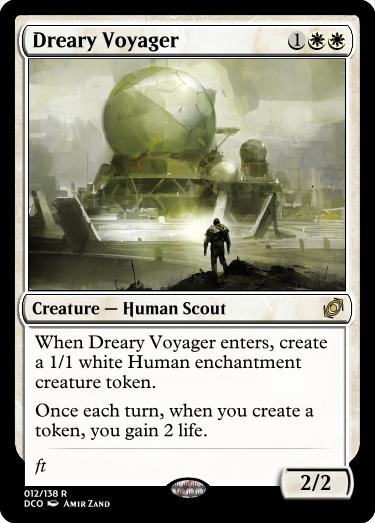 Dreary Voyager 1
Creature — Human Scout
When Dreary Voyager enters, create
a 1/1 white Human enchantment
creature token.
Once each turn, when you create a
token, you gain 2 life.
ft
2/2
012/138 R
DCO Amir Zand